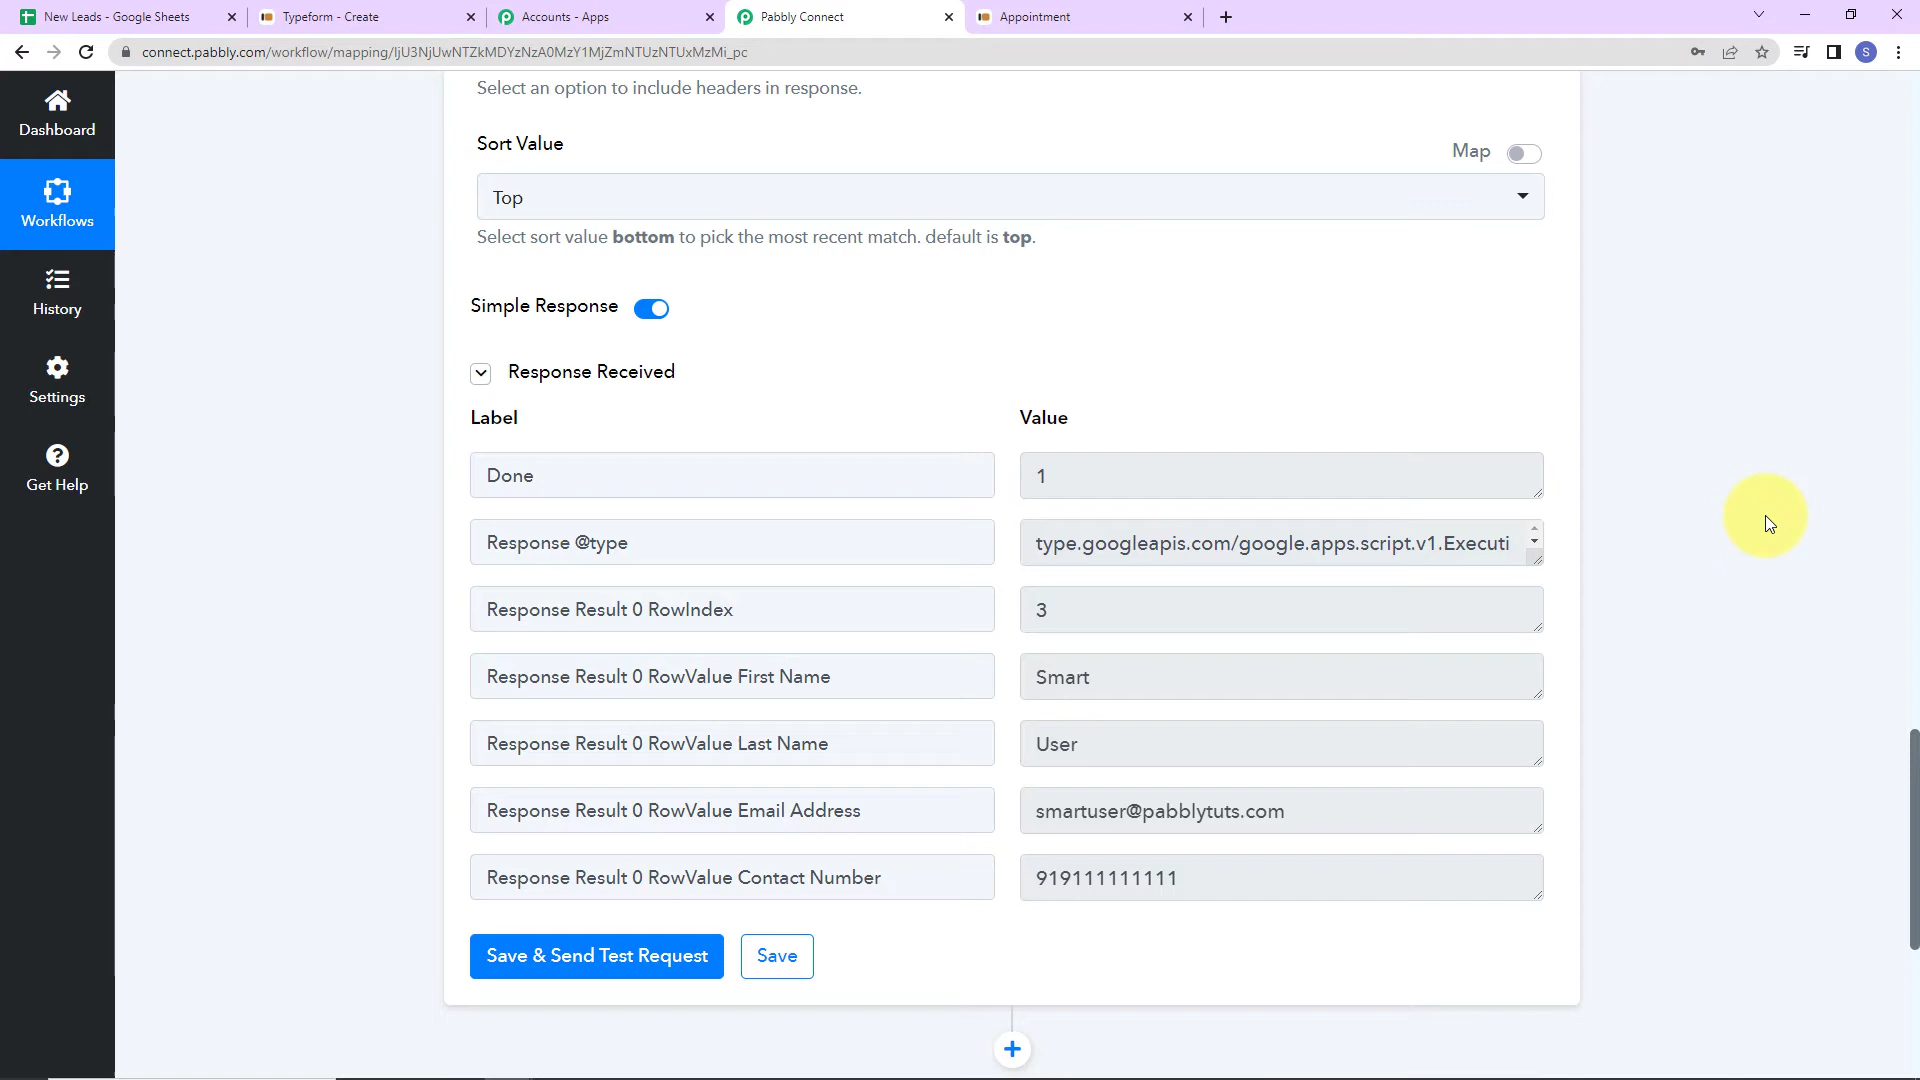 New Leads - Google Sheets
Typeform - Create
Accounts - Apps
Pabbly Connect
Appointment
connect.pabbly.com/workflow/mapping/IjU3NjUwNTZkMDYzNzA0MzY1MjZmNTUzNTUxMzMi_pc
S
Dashboard
Workflows
History
Settings
Get Help
Select an option to include headers in response.
Sort Value
Map
Top
Select sort value bottom to pick the most recent match. default is top.
Simple Response
Response Received
Label Value
Done 1
Response @type type.googleapis.com/google.apps.script.v1.Executi
Response Result 0 RowIndex 3
Response Result 0 RowValue First Name Smart
Response Result 0 RowValue Last Name User
Response Result 0 RowValue Email Address smartuser@pabblytuts.com
Response Result 0 RowValue Contact Number 919111111111
Save & Send Test Request Save